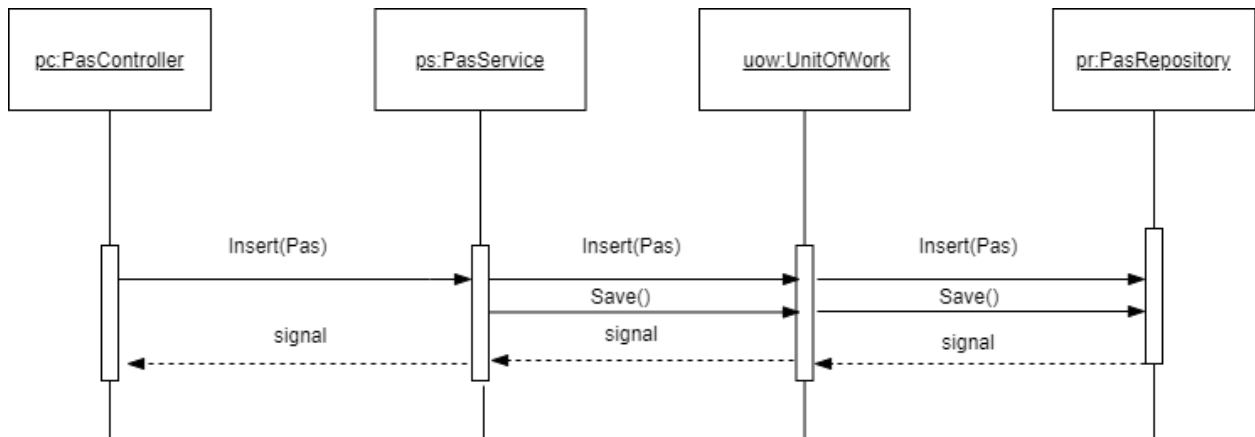 pc:PasController
ps:PasService
uow:UnitOfWork
pr:PasRepository
Insert(Pas)
Insert(Pas)
Insert(Pas)
Save()
Save()
signal
signal
signal